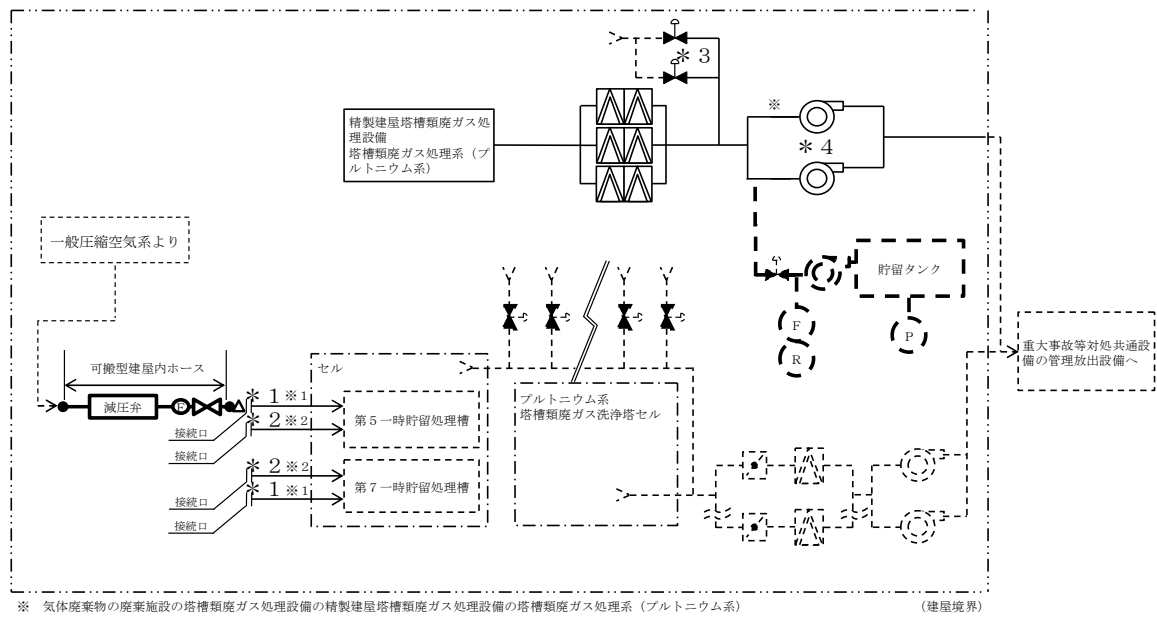 ＊3
※
精製建屋塔槽類廃ガス処
理設備
塔槽類廃ガス処理系（プ
ルトニウム系）
＊4
一般圧縮空気系より
貯留タンク
F
R
P
重大事故等対処共通設
備の管理放出設備へ
可搬型建屋内ホース
減圧弁
F
セル
＊1※1
第５一時貯留処理槽
＊2※2
接続口
接続口
＊2※2
第７一時貯留処理槽
＊1※1
接続口
接続口
プルトニウム系
塔槽類廃ガス洗浄塔セル
※　気体廃棄物の廃棄施設の塔槽類廃ガス処理設備の精製建屋塔槽類廃ガス処理設備の塔槽類廃ガス処理系（プルトニウム系）
（建屋境界）